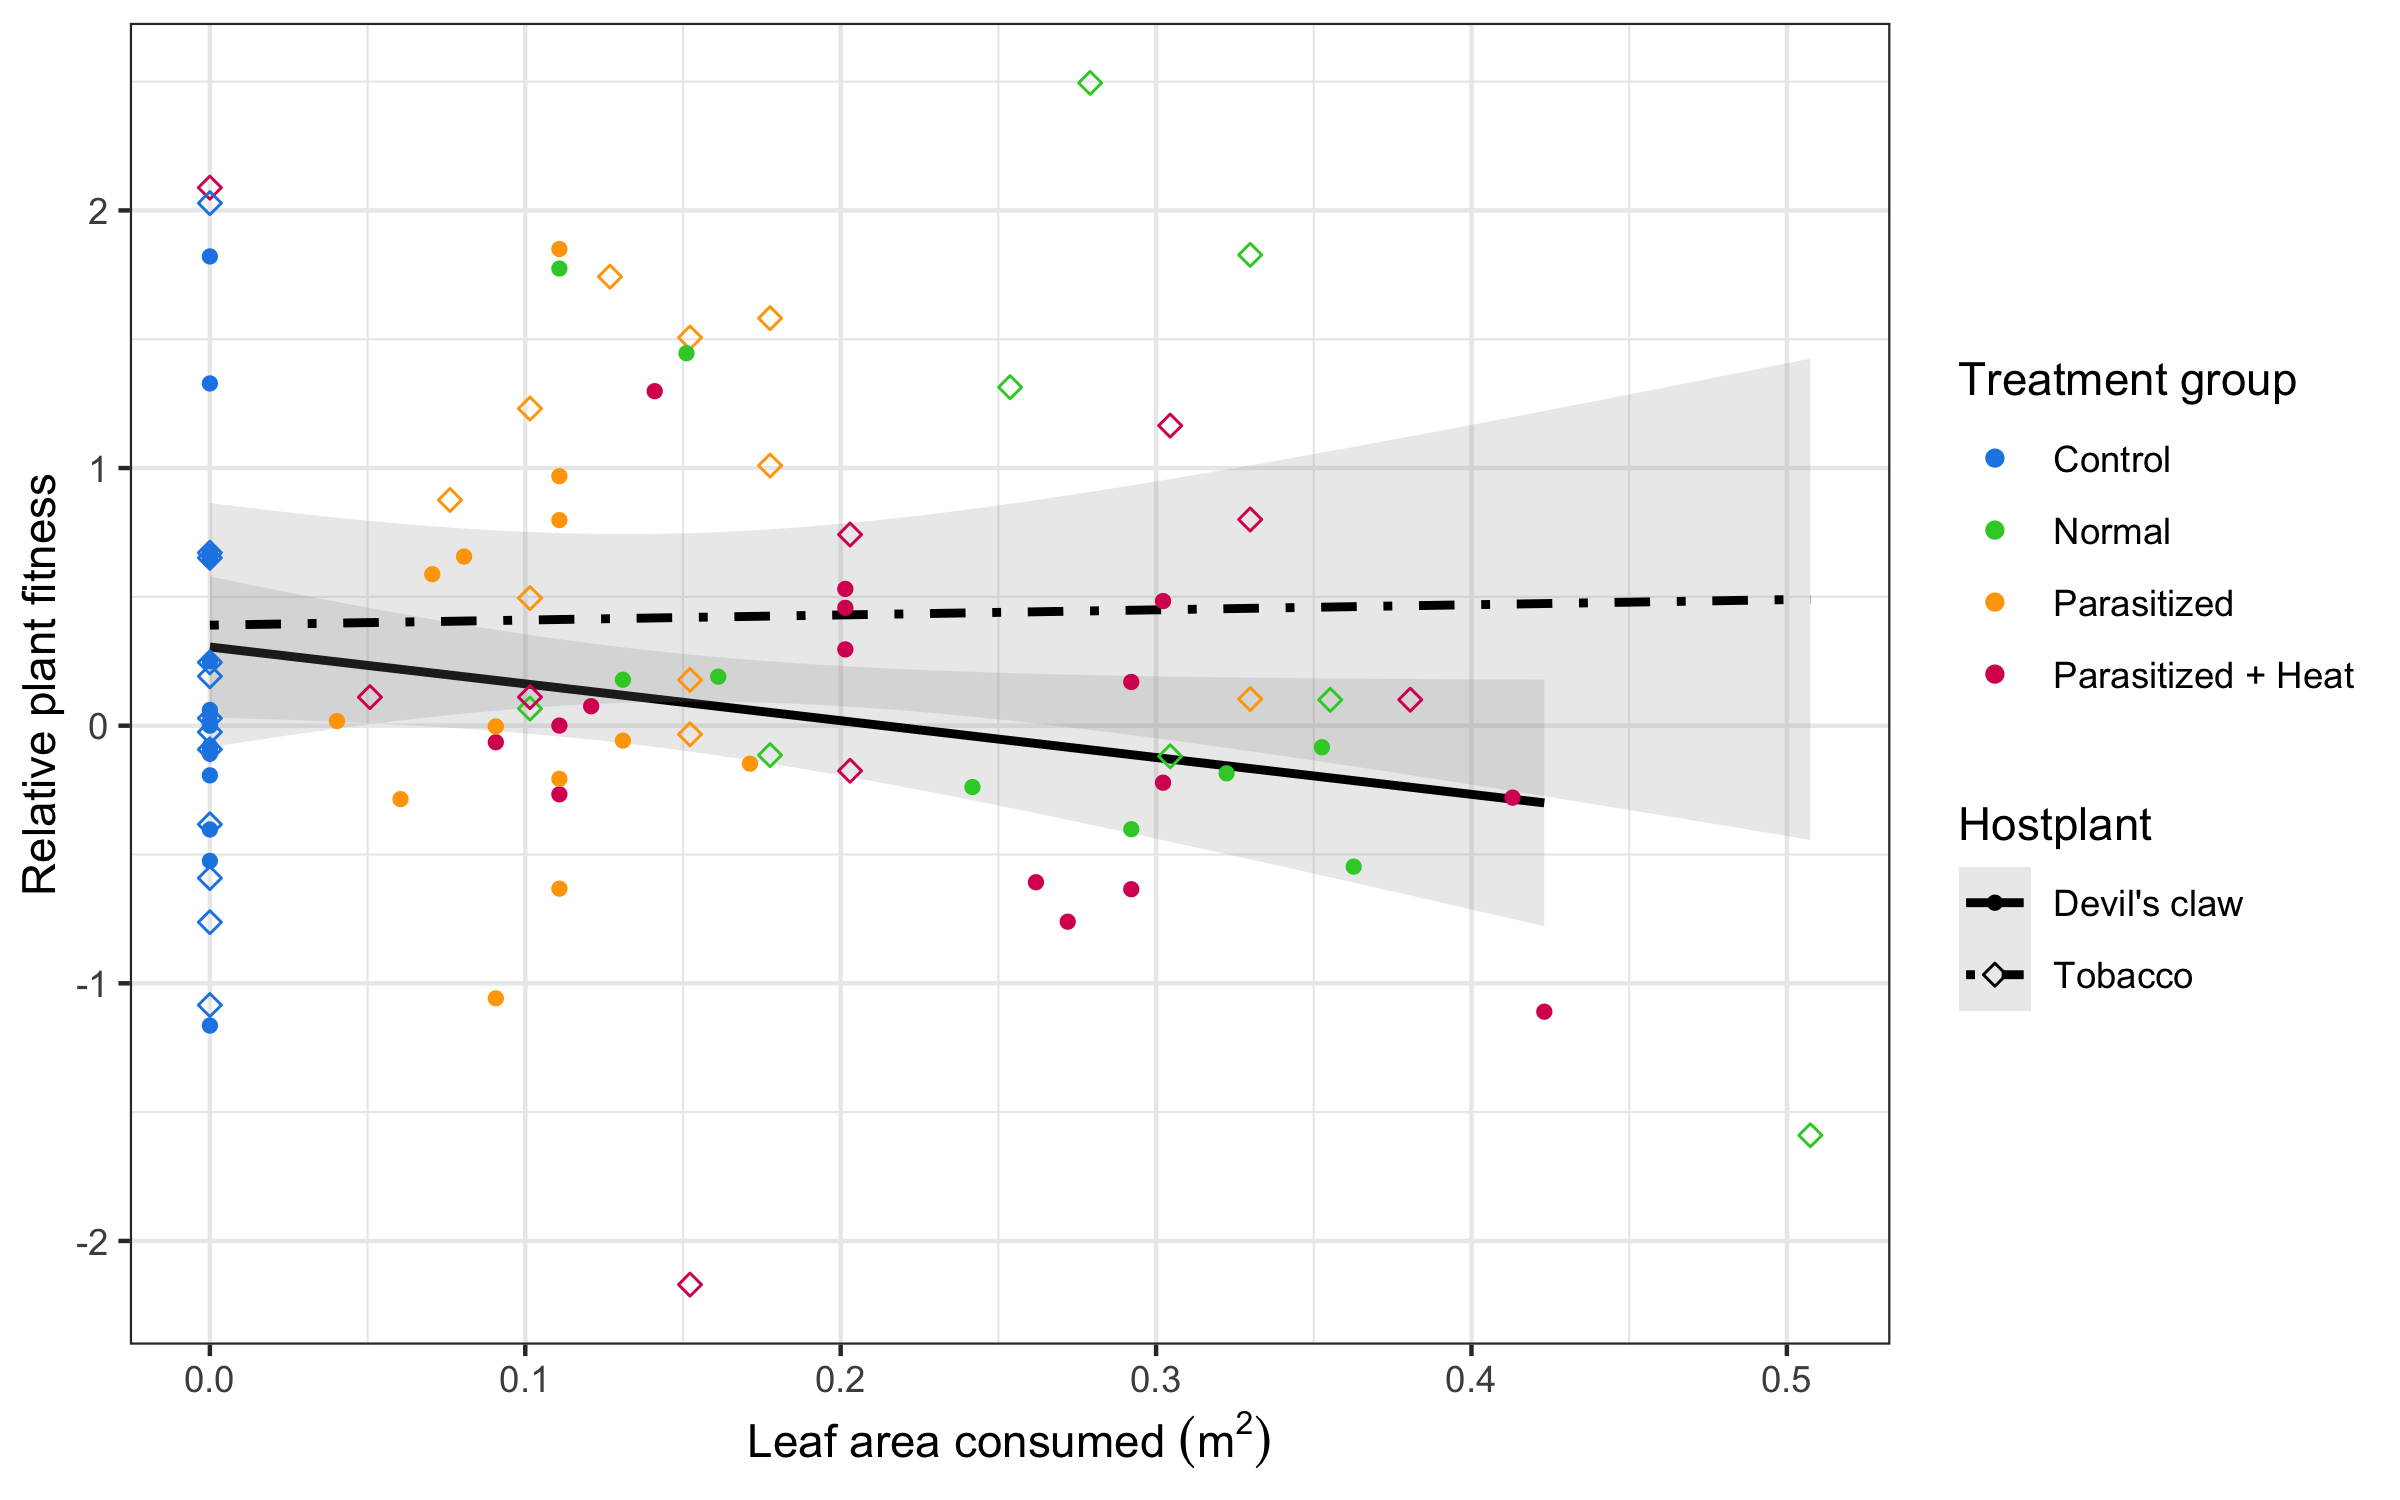 Relative plant fitness
2
1
0
-1
-2
0.0 0.1 0.2 0.3 0.4 0.5
Leaf area consumed (m²)
Treatment group
Control
Normal
Parasitized
Parasitized + Heat
Hostplant
Devil's claw
Tobacco